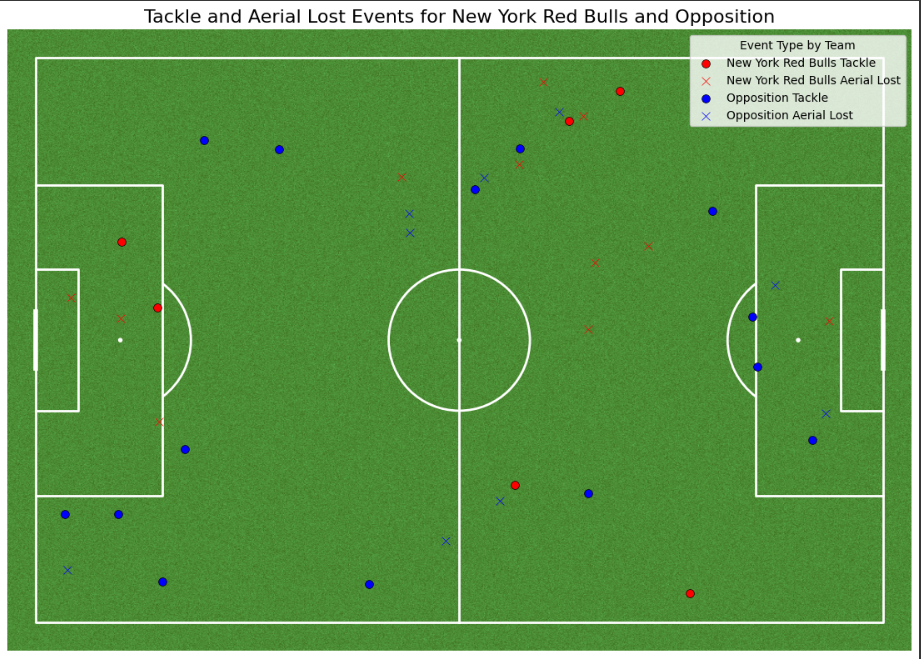 Tackle and Aerial Lost Events for New York Red Bulls and Opposition
Event Type by Team
New York Red Bulls Tackle
New York Red Bulls Aerial Lost
Opposition Tackle
Opposition Aerial Lost